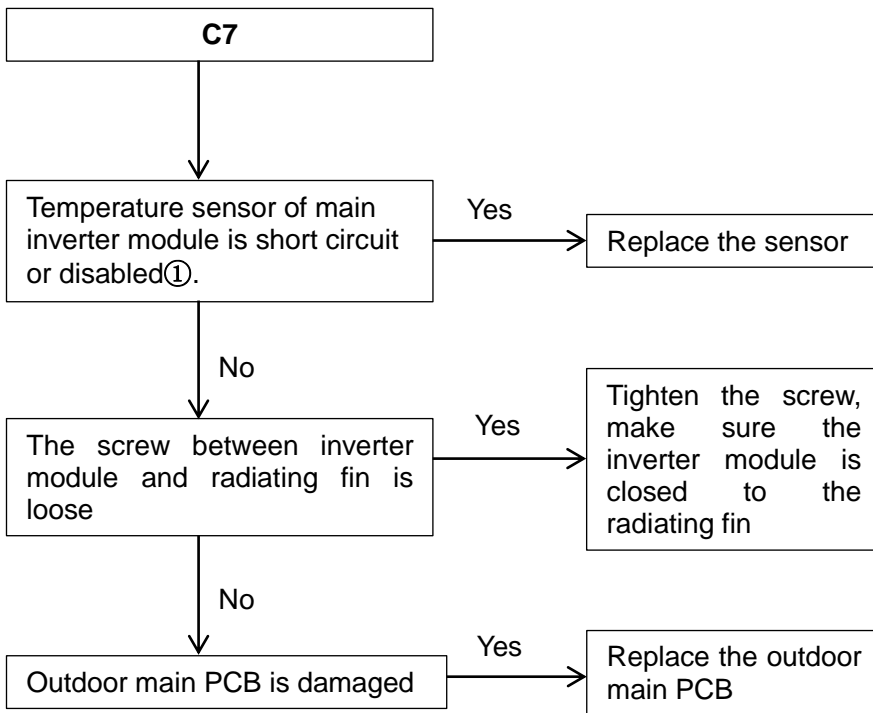 C7
Temperature sensor of main
inverter module is short circuit
or disabled①.
Yes
Replace the sensor
No
The screw between inverter
module and radiating fin is
loose
Yes
Tighten the screw,
make sure the
inverter module is
closed to the
radiating fin
No
Outdoor main PCB is damaged
Yes
Replace the outdoor
main PCB